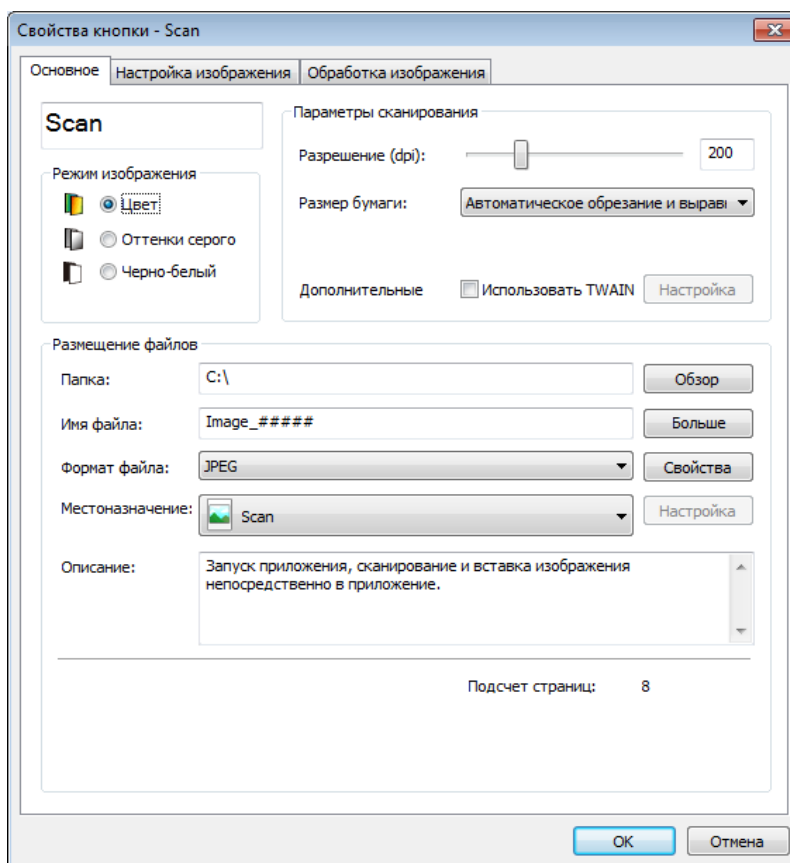 Свойства кнопки - Scan
Основное
Настройка изображения
Обработка изображения
Scan
Режим изображения
Цвет
Оттенки серого
Черно-белый
Параметры сканирования
Разрешение (dpi):
200
Размер бумаги:
Автоматическое обрезание и вырав
Дополнительные
Использовать TWAIN
Настройка
Размещение файлов
Папка:
C:\
Обзор
Имя файла:
Image_#####
Больше
Формат файла:
JPEG
Свойства
Местоназначение:
Scan
Настройка
Описание:
Запуск приложения, сканирование и вставка изображения
непосредственно в приложение.
Подсчет страниц:
8
OK
Отмена